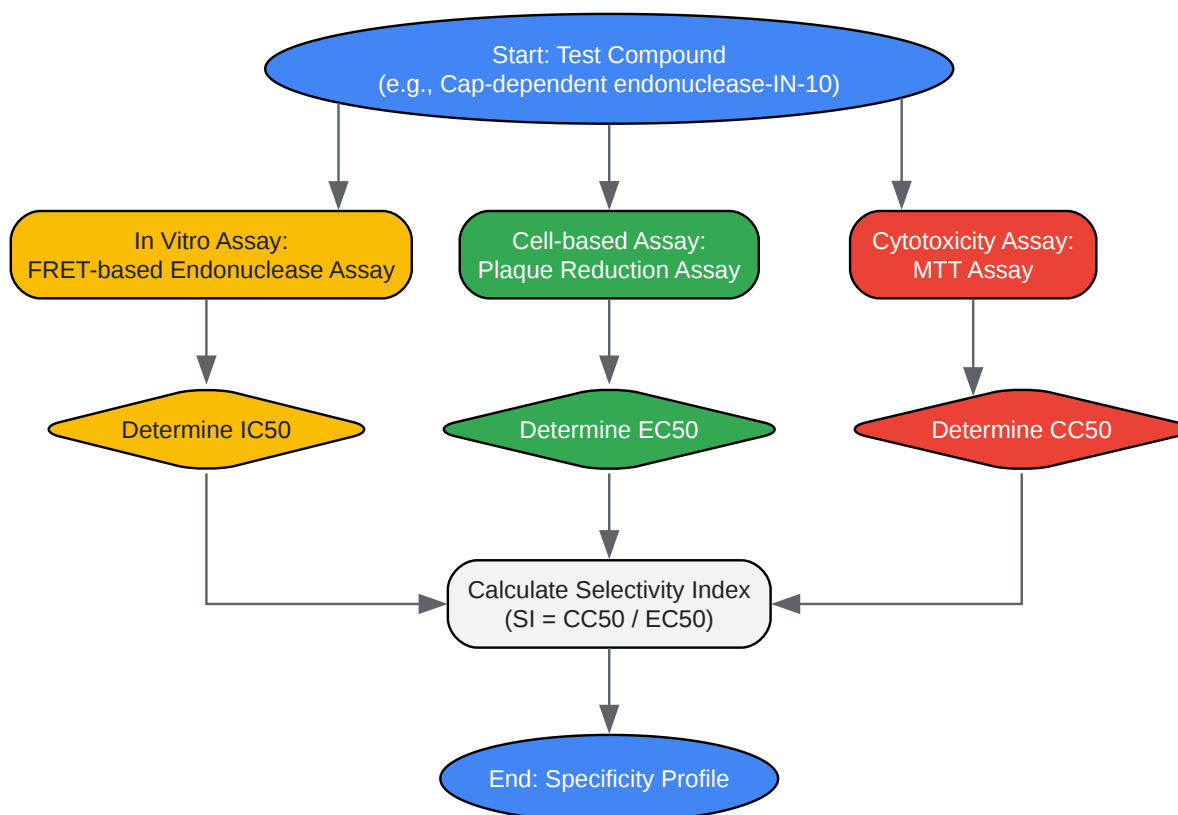 Start: Test Compound
(e.g., Cap-dependent endonuclease-IN-10)
In Vitro Assay:
FRET-based Endonuclease Assay
Cell-based Assay:
Plaque Reduction Assay
Cytotoxicity Assay:
MTT Assay
Determine IC50
Determine EC50
Determine CC50
Calculate Selectivity Index
(SI = CC50 / EC50)
End: Specificity Profile